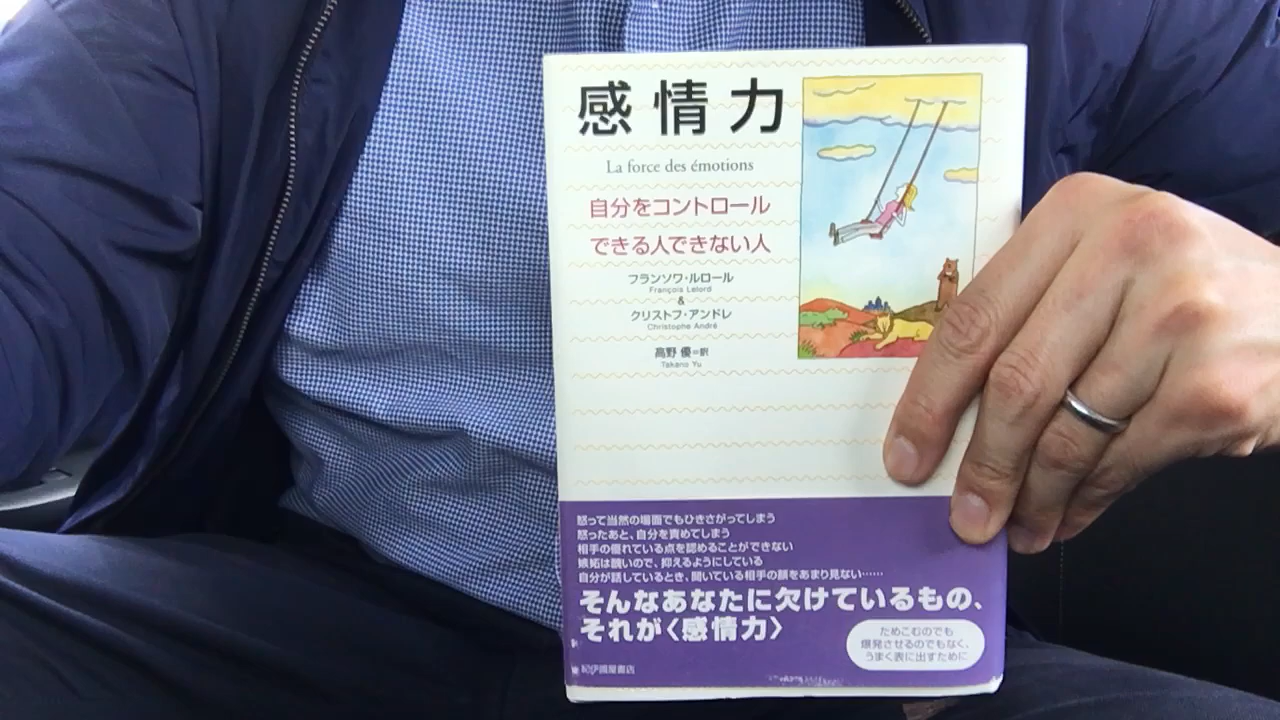 感情力
La force des émotions
自分をコントロール
できる人できない人
フランソワ・ルロール
François Lelord
&
クリストフ・アンドレ
Christophe André
高野 優=訳
Takano Yu
怒って当然の場面でもひきさがってしまう
怒ったあと、自分を責めてしまう
相手の優れている点を認めることができない
嫉妬は醜いので、抑えるようにしている
自分が話しているとき、聞いている相手の顔をあまり見ない……
そんなあなたに欠けているもの、
それが〈感情力〉
ためこむのでも
爆発させるのでもなく、
うまく表に出すために
紀伊國屋書店